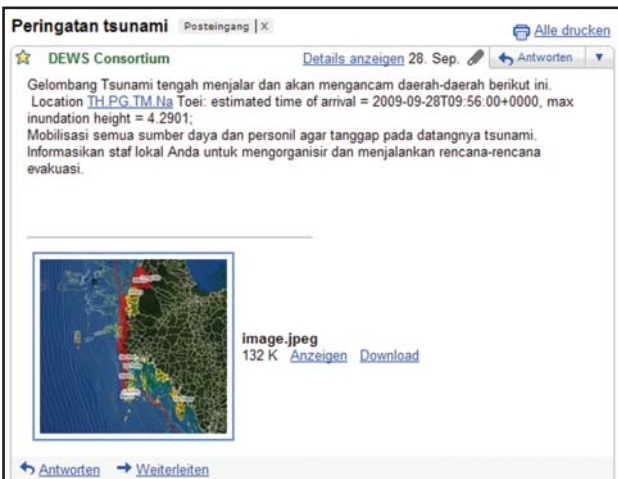 Peringatan tsunami Posteingang | X
Alle drucken
DEWS Consortium Details anzeigen 28. Sep. Antworten
Gelombang Tsunami tengah menjalar dan akan mengancam daerah-daerah berikut ini.
Location TH.PG.TM.Na Toei: estimated time of arrival = 2009-09-28T09:56:00+0000, max
inundation height = 4.2901;
Mobilisasi semua sumber daya dan personil agar tanggap pada datangnya tsunami.
Informasikan staf lokal Anda untuk mengorganisir dan menjalankan rencana-rencana
evakuasi.
image.jpeg
132 K Anzeigen Download
Antworten Weiterleiten